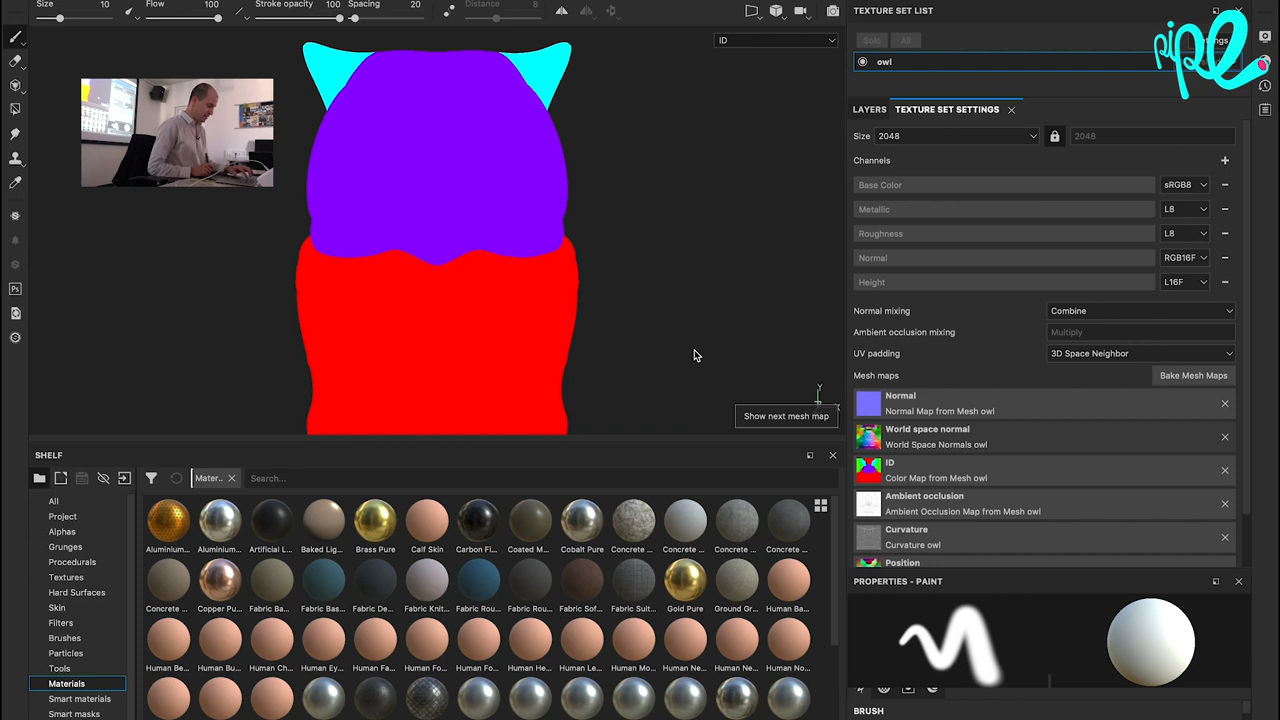 Size 10 Flow 100 Stroke opacity 100 Spacing 20 Distance 8
TEXTURE SET LIST
pipe
Solo All
ID
owl
LAYERS TEXTURE SET SETTINGS
Size 2048 2048
Channels
Base Color sRGB8
Metallic L8
Roughness L8
Normal RGB16F
Height L16F
Normal mixing Combine
Ambient occlusion mixing Multiply
UV padding 3D Space Neighbor
Mesh maps Bake Mesh Maps
Normal
Normal Map from Mesh owl
World space normal
World Space Normals owl
ID
Color Map from Mesh owl
Ambient occlusion
Ambient Occlusion Map from Mesh owl
Curvature
Curvature owl
Position
Y
Show next mesh map
Ps
SHELF
Mater.. Search...
All
Project
Alphas
Grunges
Procedurals
Textures
Hard Surfaces
Skin
Filters
Brushes
Particles
Tools
Materials
Smart materials
Smart masks
Aluminium... Aluminium... Artificial L... Baked Lig... Brass Pure Calf Skin Carbon Fi... Coated M... Cobalt Pure Concrete ... Concrete ... Concrete ... Concrete ...
Concrete ... Copper Pu... Fabric Ba... Fabric Bas... Fabric De... Fabric Knit... Fabric Rou... Fabric Rou... Fabric Sof... Fabric Suit... Gold Pure Ground Gr... Human Ba...
Human Be... Human Bu... Human Ch... Human Ey... Human Fa... Human Fo... Human Fo... Human He... Human Le... Human Mo... Human Ne... Human Ne... Human No...
PROPERTIES - PAINT
BRUSH